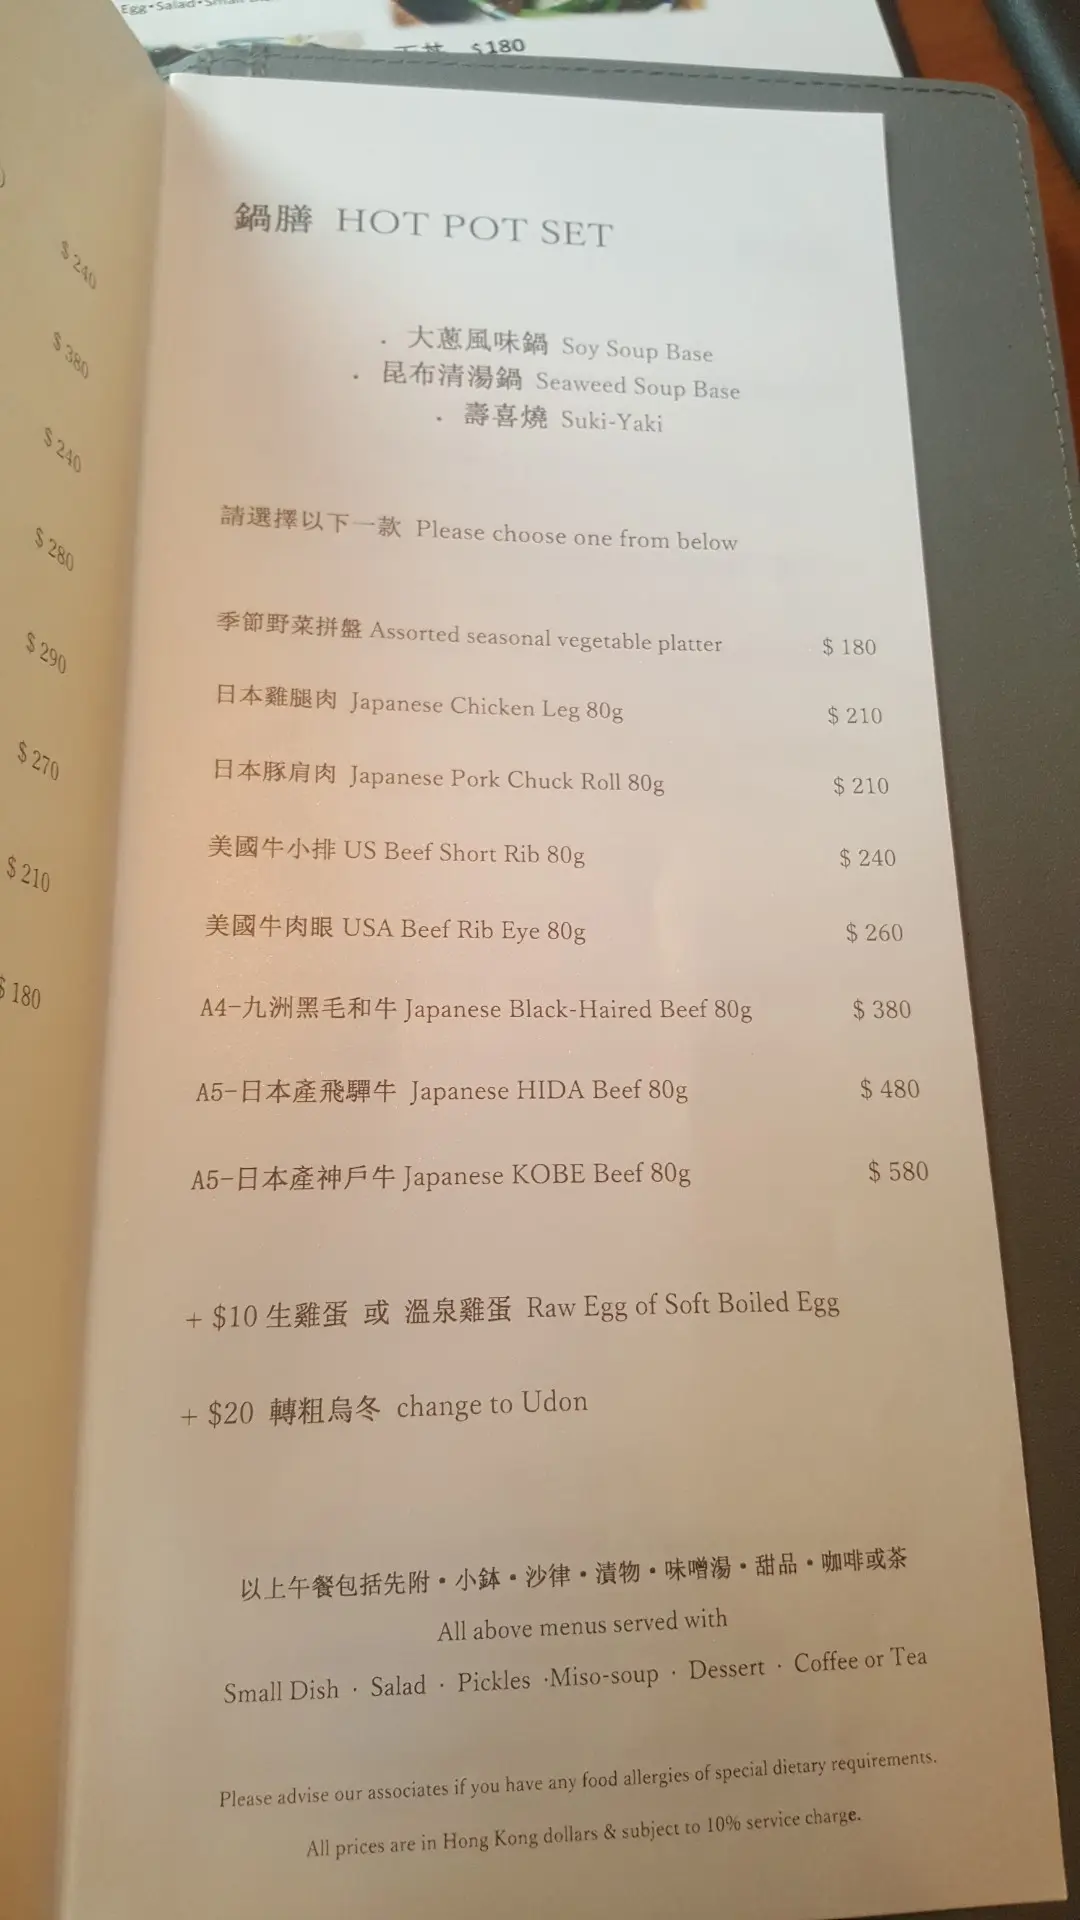 Egg·Salad·
$180
$240
$380
$240
$280
$290
$270
$210
$180
鍋膳 HOT POT SET
· 大蔥風味鍋 Soy Soup Base
· 昆布清湯鍋 Seaweed Soup Base
· 壽喜燒 Suki-Yaki
請選擇以下一款 Please choose one from below
季節野菜拼盤 Assorted seasonal vegetable platter $ 180
日本雞腿肉 Japanese Chicken Leg 80g $ 210
日本豚肩肉 Japanese Pork Chuck Roll 80g $ 210
美國牛小排 US Beef Short Rib 80g $ 240
美國牛肉眼 USA Beef Rib Eye 80g $ 260
A4-九洲黑毛和牛 Japanese Black-Haired Beef 80g $ 380
A5-日本產飛驒牛 Japanese HIDA Beef 80g $ 480
A5-日本產神戶牛 Japanese KOBE Beef 80g $ 580
+ $10 生雞蛋 或 溫泉雞蛋 Raw Egg of Soft Boiled Egg
+ $20 轉粗烏冬 change to Udon
以上午餐包括先附·小鉢·沙律·漬物·味噌湯·甜品·咖啡或茶
All above menus served with
Small Dish · Salad · Pickles ·Miso-soup · Dessert · Coffee or Tea
Please advise our associates if you have any food allergies of special dietary requirements.
All prices are in Hong Kong dollars & subject to 10% service charge.